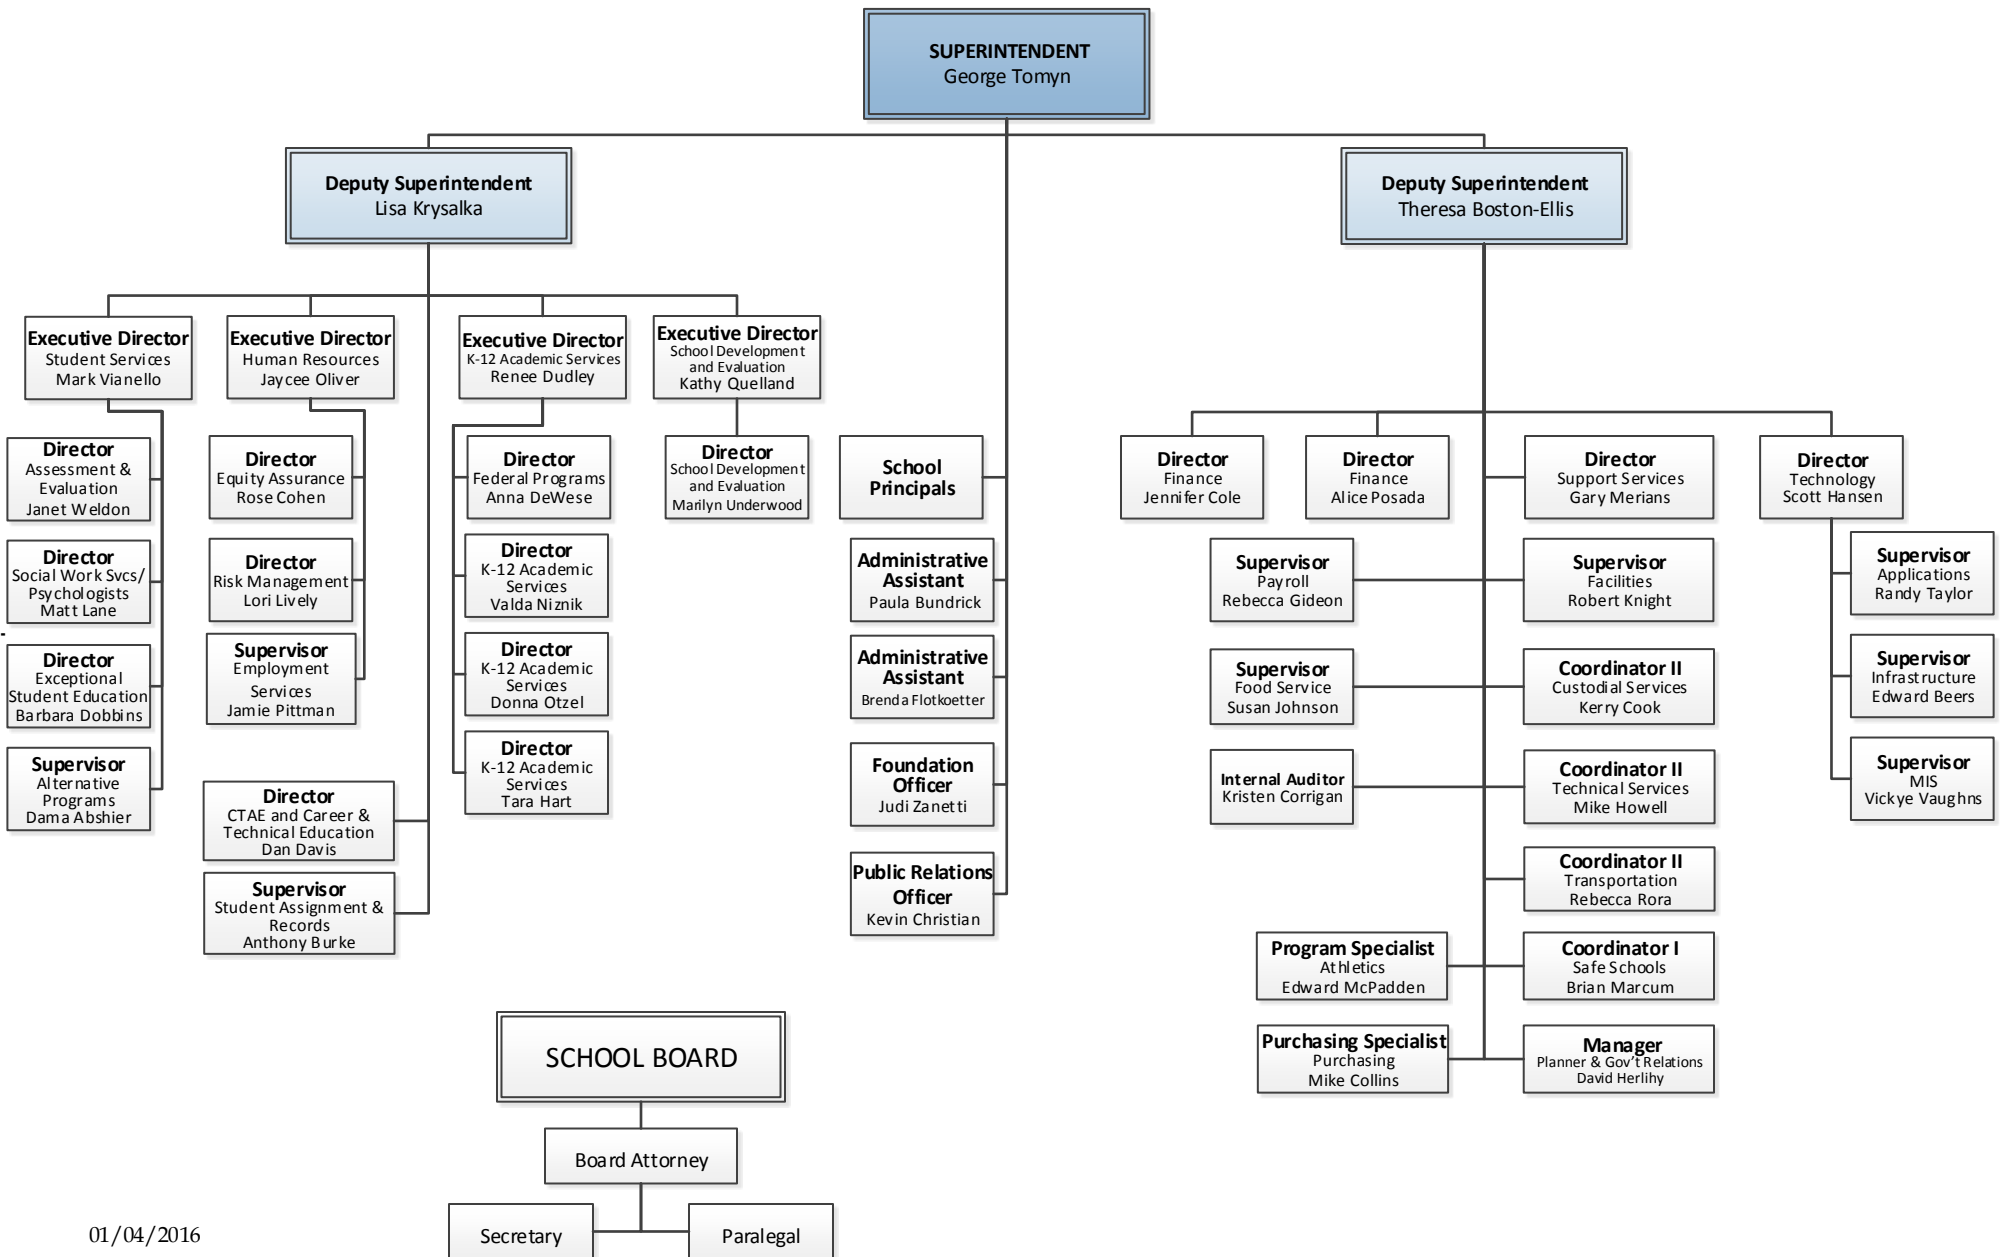 SUPERINTENDENT
George Tomyn
Deputy Superintendent
Lisa Krysalka
Deputy Superintendent
Theresa Boston-Ellis
Executive Director
Student Services
Mark Vianello
Executive Director
Human Resources
Jaycee Oliver
Executive Director
K-12 Academic Services
Renee Dudley
Executive Director
School Development
and Evaluation
Kathy Quelland
Director
Assessment &
Evaluation
Janet Weldon
Director
Social Work Svcs/
Psychologists
Matt Lane
Director
Exceptional
Student Education
Barbara Dobbins
Supervisor
Alternative
Programs
Dama Abshier
Director
Equity Assurance
Rose Cohen
Director
Risk Management
Lori Lively
Supervisor
Employment
Services
Jamie Pittman
Director
CTAE and Career &
Technical Education
Dan Davis
Supervisor
Student Assignment &
Records
Anthony Burke
Director
Federal Programs
Anna DeWese
Director
K-12 Academic
Services
Valda Niznik
Director
K-12 Academic
Services
Donna Otzel
Director
K-12 Academic
Services
Tara Hart
Director
School Development
and Evaluation
Marilyn Underwood
School
Principals
Administrative
Assistant
Paula Bundrick
Administrative
Assistant
Brenda Flotkoetter
Foundation
Officer
Judi Zanetti
Public Relations
Officer
Kevin Christian
Director
Finance
Jennifer Cole
Director
Finance
Alice Posada
Director
Support Services
Gary Merians
Director
Technology
Scott Hansen
Supervisor
Payroll
Rebecca Gideon
Supervisor
Facilities
Robert Knight
Supervisor
Food Service
Susan Johnson
Coordinator II
Custodial Services
Kerry Cook
Internal Auditor
Kristen Corrigan
Coordinator II
Technical Services
Mike Howell
Coordinator II
Transportation
Rebecca Rora
Program Specialist
Athletics
Edward McPadden
Coordinator I
Safe Schools
Brian Marcum
Purchasing Specialist
Purchasing
Mike Collins
Manager
Planner & Gov't Relations
David Herlihy
Supervisor
Applications
Randy Taylor
Supervisor
Infrastructure
Edward Beers
Supervisor
MIS
Vickye Vaughns
SCHOOL BOARD
Board Attorney
Secretary
Paralegal
01/04/2016